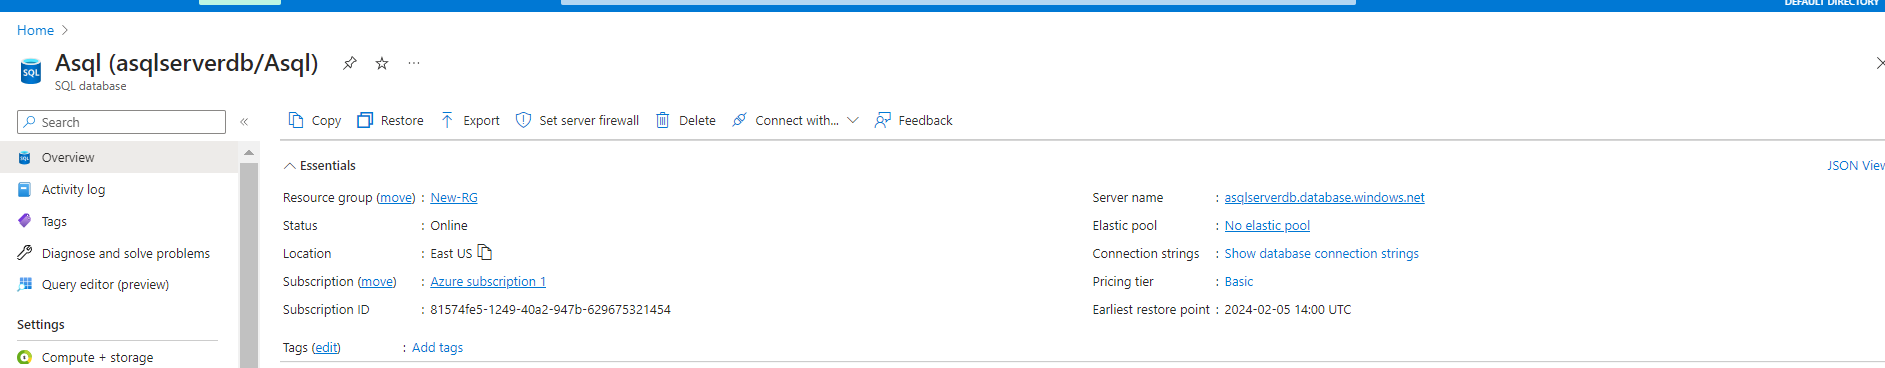 DEFAULT DIRECTORY
Home
Asql (asqlserverdb/Asql)
SQL
SQL database
Search
Copy
Restore
Export
Set server firewall
Delete
Connect with...
Feedback
Overview
Activity log
Tags
Diagnose and solve problems
Query editor (preview)
Settings
Compute + storage
Essentials
JSON View
Resource group (move) : New-RG
Status : Online
Location : East US
Subscription (move) : Azure subscription 1
Subscription ID : 81574fe5-1249-40a2-947b-629675321454
Tags (edit) : Add tags
Server name : asqlserverdb.database.windows.net
Elastic pool : No elastic pool
Connection strings : Show database connection strings
Pricing tier : Basic
Earliest restore point : 2024-02-05 14:00 UTC